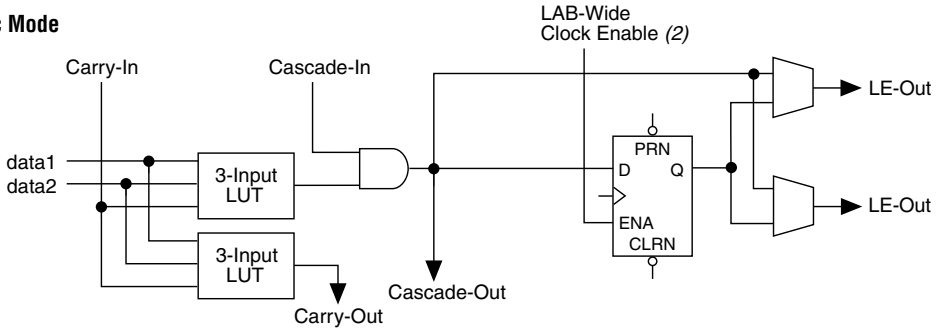 Mode
LAB-Wide
Clock Enable (2)
Carry-In
Cascade-In
LE-Out
PRN
data1
data2
3-Input
LUT
D
Q
ENA
CLRN
LE-Out
3-Input
LUT
Cascade-Out
Carry-Out